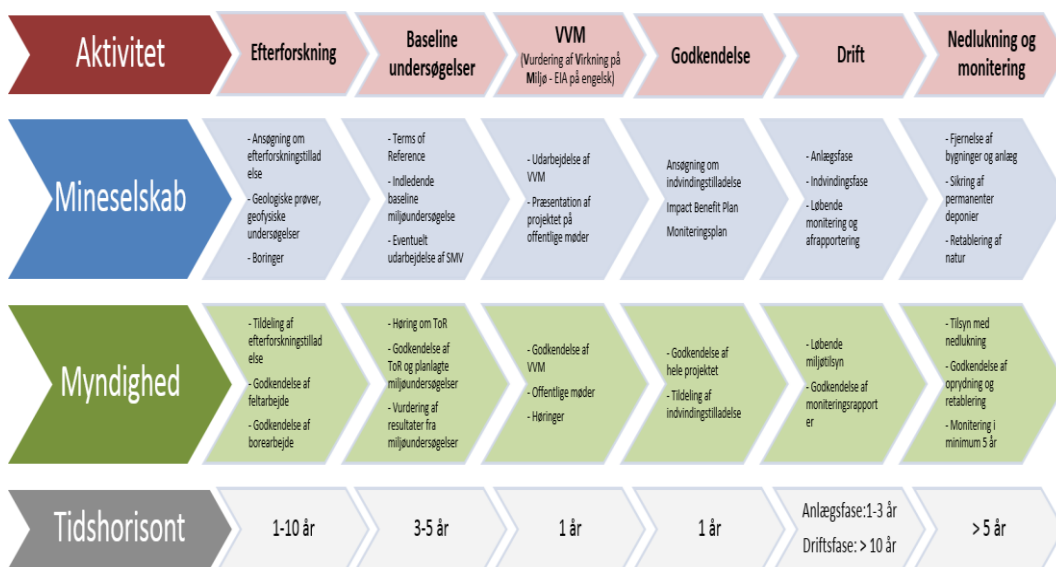 Aktivitet
Efterforskning
Baseline
undersøgelser
VVM
(Vurdering af Virkning på
Miljø - EIA på engelsk)
Godkendelse
Drift
Nedlukning og
monitering
Mineselskab
- Ansøgning om
efterforskningstillad
else
- Geologiske prøver,
geofysiske
undersøgelser
- Boringer
- Terms of
Reference
- Indledende
baseline
miljøundersøgelse
- Eventuelt
udarbejdelse af SMV
- Udarbejdelse af
VVM
- Præsentation af
projektet på
offentlige møder
Ansøgning om
indvindingstilladelse
Impact Benefit Plan
Moniteringsplan
- Anlægsfase
- Indvindingsfase
- Løbende
monitering og
afrapportering
- Fjernelse af
bygninger og anlæg
- Sikring af
permanenter
deponier
- Retablering af
natur
Myndighed
- Tildeling af
efterforskningstillad
else
- Godkendelse af
feltarbejde
- Godkendelse af
borearbejde
- Høring om ToR
- Godkendelse af
ToR og planlagte
miljøundersøgelser
- Vurdering af
resultater fra
miljøundersøgelser
- Godkendelse af
VVM
- Offentlige møder
- Høringer
- Godkendelse af
hele projektet
- Tildeling af
indvindingstilladelse
- Løbende
miljøtilsyn
- Godkendelse af
moniteringsrapport
er
- Tilsyn med
nedlukning
- Godkendelse af
oprydning og
retablering
- Monitering i
minimum 5 år
Tidshorisont
1-10 år
3-5 år
1 år
1 år
Anlægsfase:1-3 år
Driftsfase: > 10 år
> 5 år